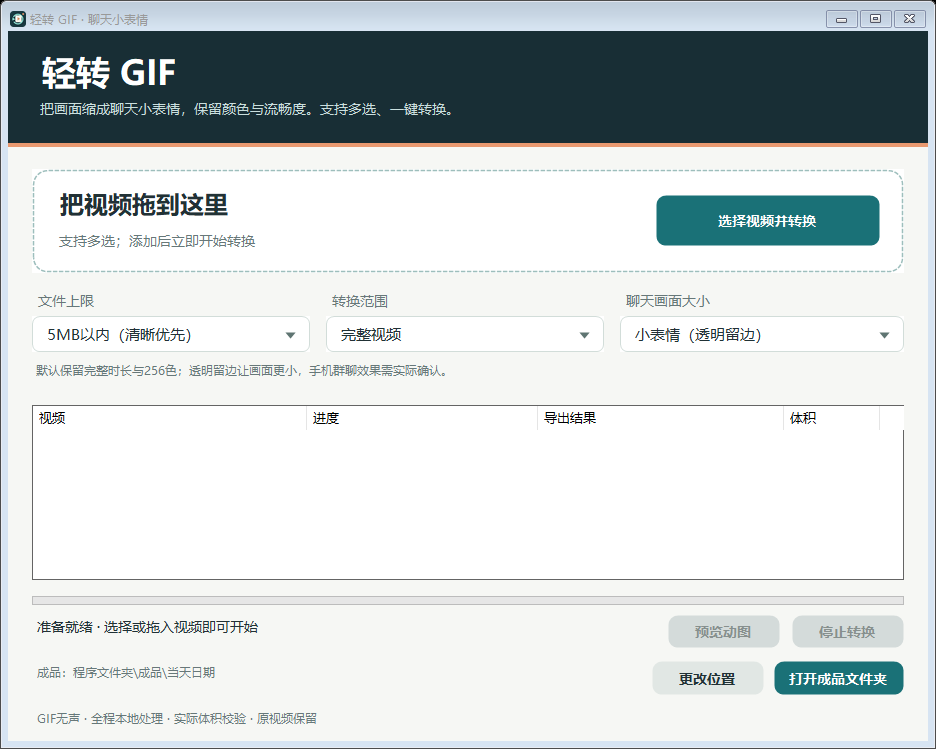 轻转 GIF · 聊天小表情
轻转 GIF
把画面缩成聊天小表情，保留颜色与流畅度。支持多选、一键转换。
把视频拖到这里
支持多选；添加后立即开始转换
选择视频并转换
文件上限
转换范围
聊天画面大小
5MB以内（清晰优先）
完整视频
小表情（透明留边）
默认保留完整时长与256色；透明留边让画面更小，手机群聊效果需实际确认。
视频
进度
导出结果
体积
准备就绪 · 选择或拖入视频即可开始
预览动图
停止转换
成品：程序文件夹\成品\当天日期
更改位置
打开成品文件夹
GIF无声 · 全程本地处理 · 实际体积校验 · 原视频保留